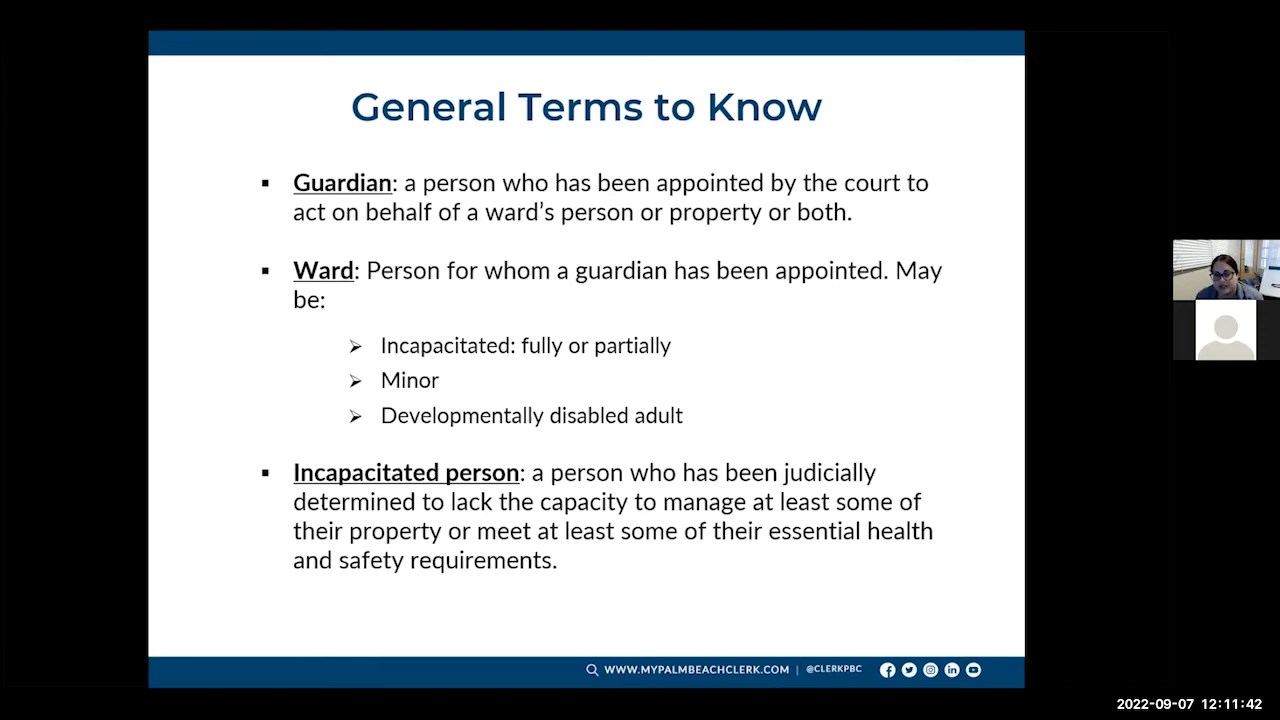 General Terms to Know
▪ Guardian: a person who has been appointed by the court to
act on behalf of a ward’s person or property or both.
▪ Ward: Person for whom a guardian has been appointed. May
be:
➢ Incapacitated: fully or partially
➢ Minor
➢ Developmentally disabled adult
▪ Incapacitated person: a person who has been judicially
determined to lack the capacity to manage at least some of
their property or meet at least some of their essential health
and safety requirements.
WWW.MYPALMBEACHCLERK.COM | @CLERKPBC
2022-09-07 12:11:42